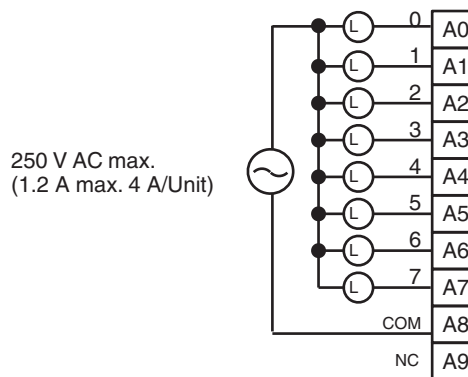 0 A0
L
1 A1
L
2 A2
L
3 A3
L
250 V AC max.
(1.2 A max. 4 A/Unit)
4 A4
L
5 A5
L
6 A6
L
7 A7
L
COM A8
NC A9